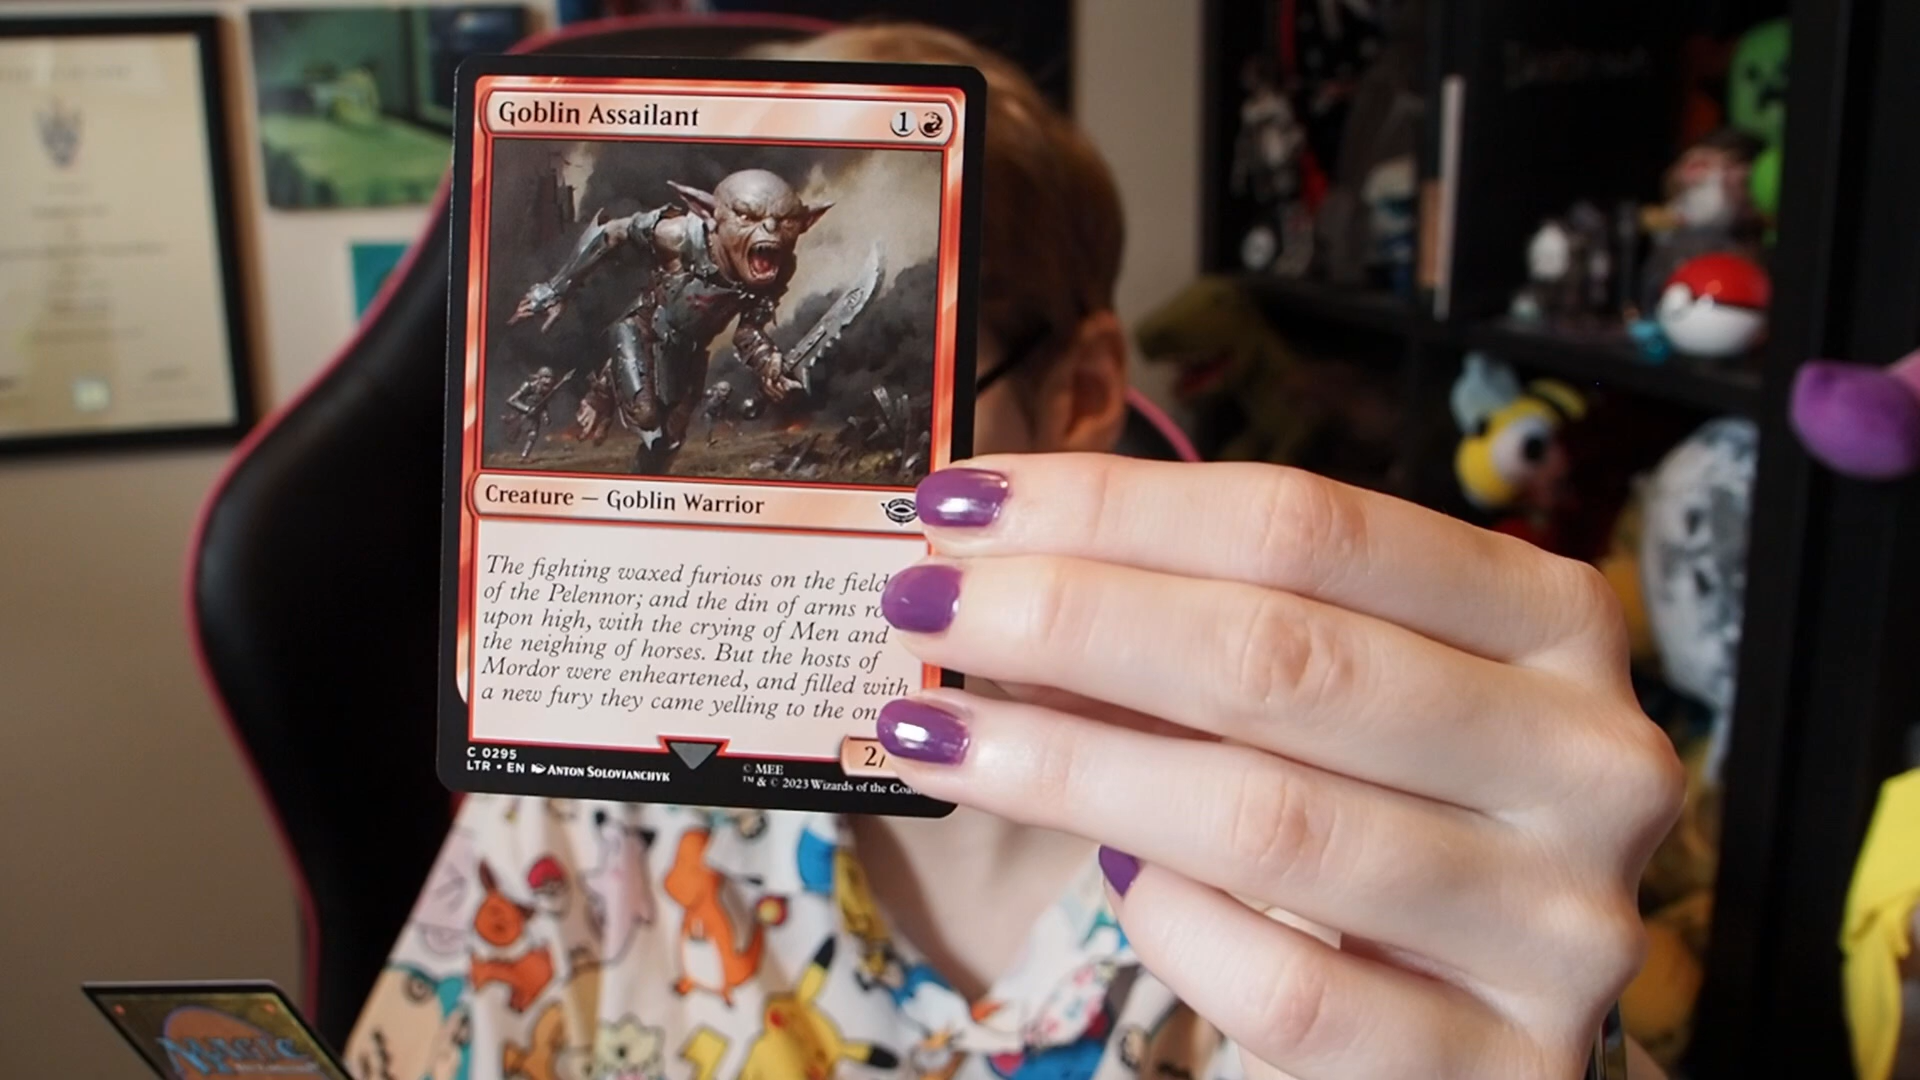 Goblin Assailant 1
Creature — Goblin Warrior
The fighting waxed furious on the field
of the Pelennor; and the din of arms
upon high, with the crying of Men and
the neighing of horses. But the hosts of
Mordor were enheartened, and filled with
a new fury they came yelling to the
2/
C 0295
LTR • EN ANTON SOLOVIANCHYK
© MEE
™ & © 2023 Wizards of the
MAGIC